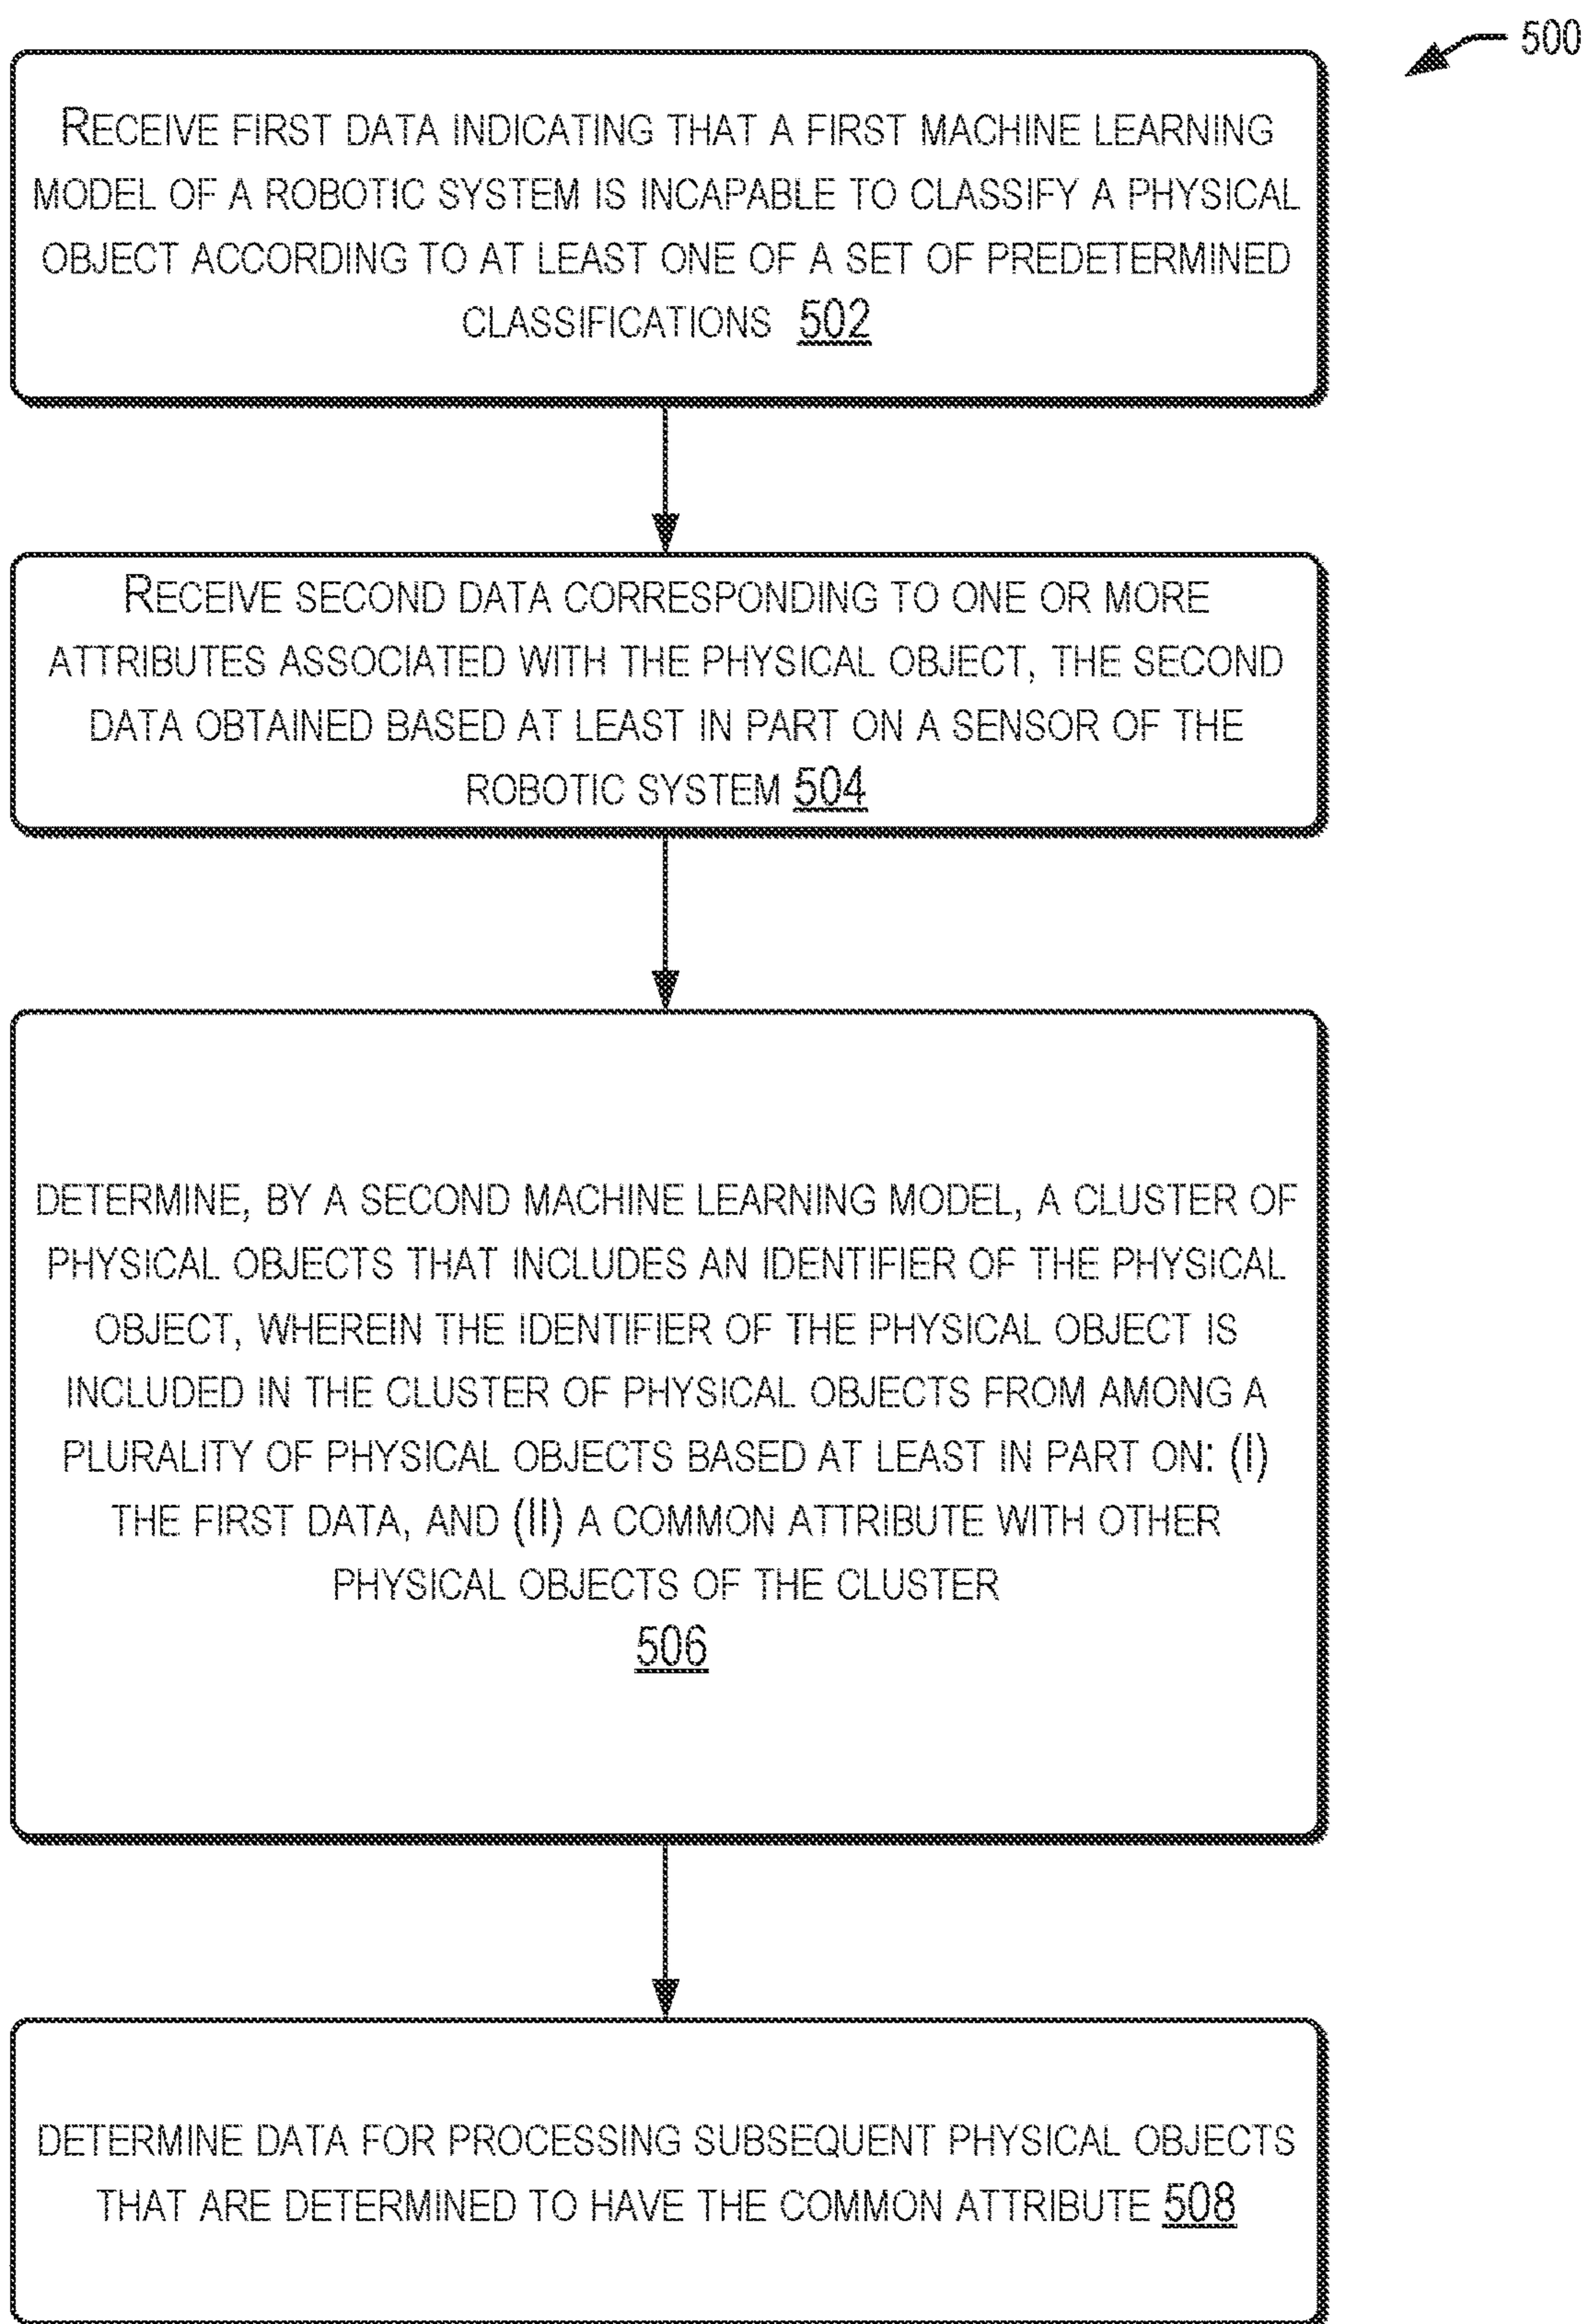 500
RECEIVE FIRST DATA INDICATING THAT A FIRST MACHINE LEARNING
MODEL OF A ROBOTIC SYSTEM IS INCAPABLE TO CLASSIFY A PHYSICAL
OBJECT ACCORDING TO AT LEAST ONE OF A SET OF PREDETERMINED
CLASSIFICATIONS 502
RECEIVE SECOND DATA CORRESPONDING TO ONE OR MORE
ATTRIBUTES ASSOCIATED WITH THE PHYSICAL OBJECT, THE SECOND
DATA OBTAINED BASED AT LEAST IN PART ON A SENSOR OF THE
ROBOTIC SYSTEM 504
DETERMINE, BY A SECOND MACHINE LEARNING MODEL, A CLUSTER OF
PHYSICAL OBJECTS THAT INCLUDES AN IDENTIFIER OF THE PHYSICAL
OBJECT, WHEREIN THE IDENTIFIER OF THE PHYSICAL OBJECT IS
INCLUDED IN THE CLUSTER OF PHYSICAL OBJECTS FROM AMONG A
PLURALITY OF PHYSICAL OBJECTS BASED AT LEAST IN PART ON: (I)
THE FIRST DATA, AND (II) A COMMON ATTRIBUTE WITH OTHER
PHYSICAL OBJECTS OF THE CLUSTER
506
DETERMINE DATA FOR PROCESSING SUBSEQUENT PHYSICAL OBJECTS
THAT ARE DETERMINED TO HAVE THE COMMON ATTRIBUTE 508